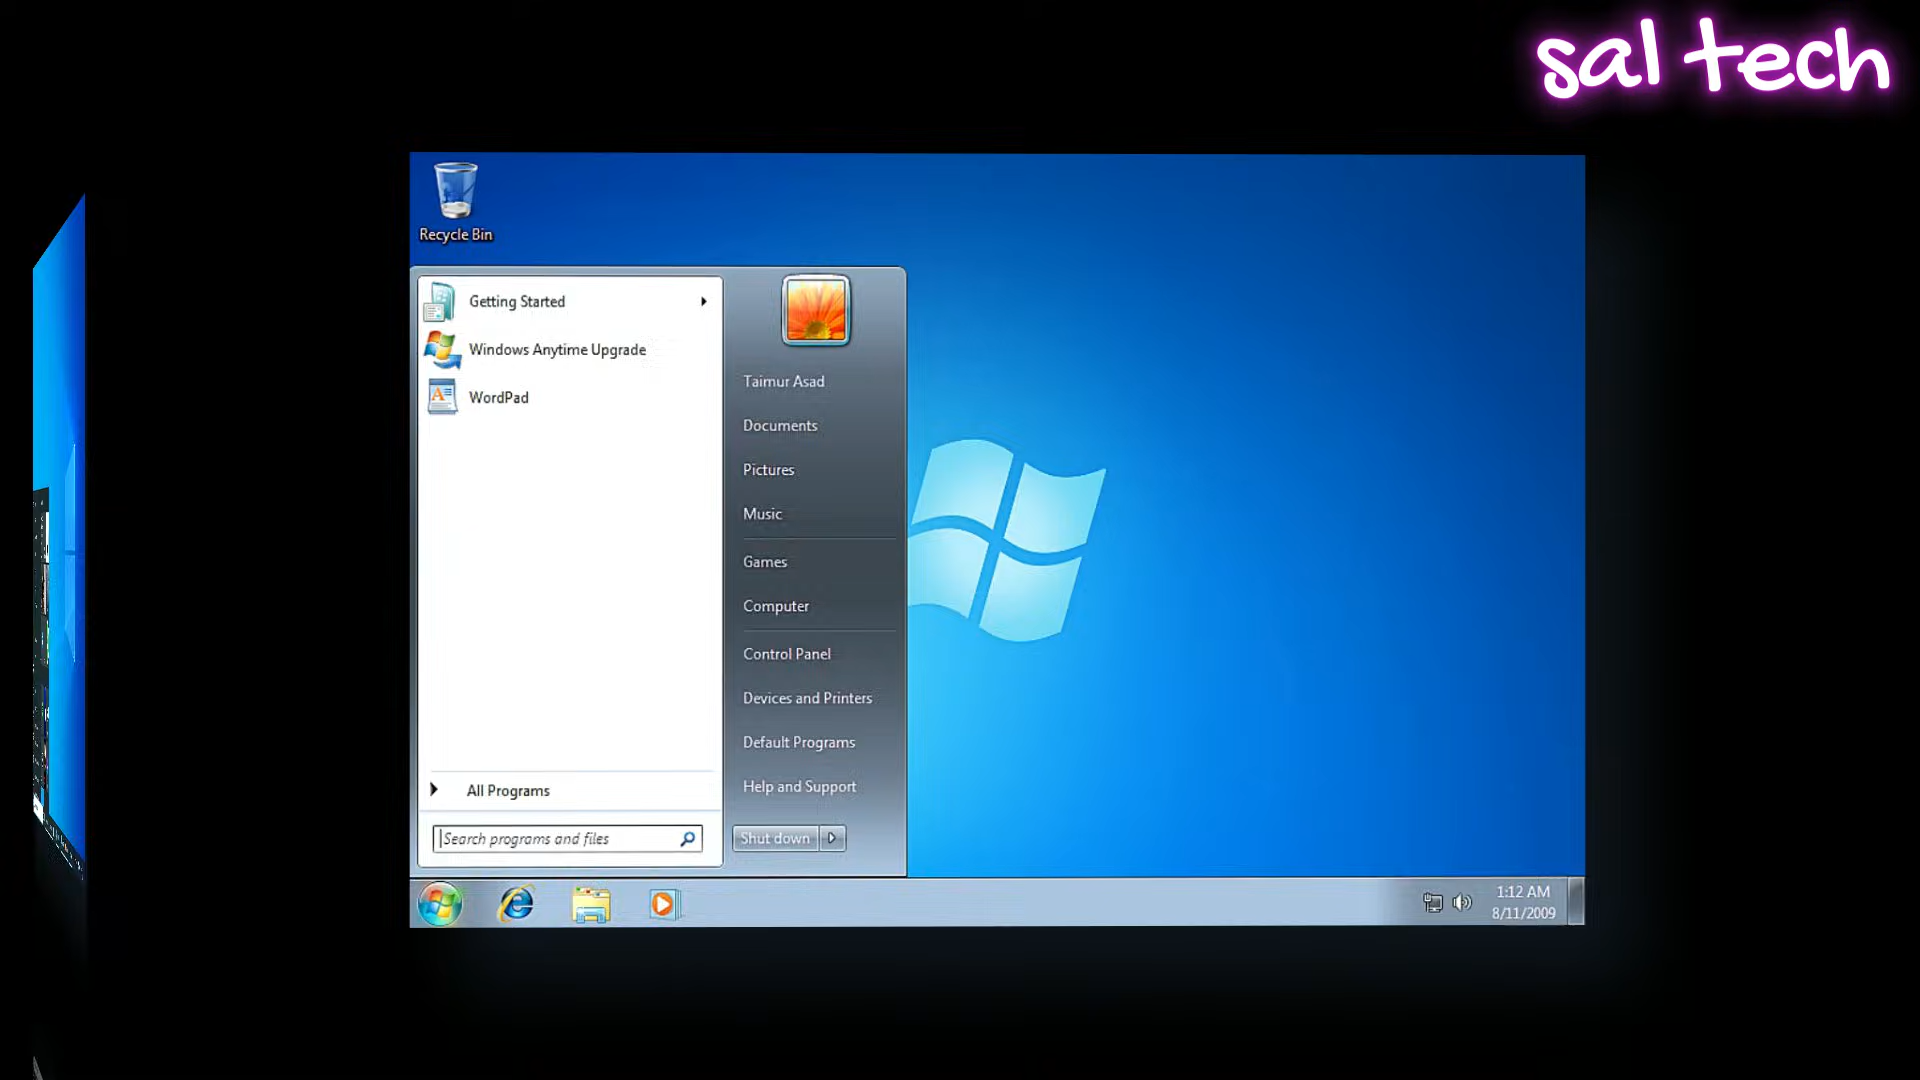 sal tech
Recycle Bin
Getting Started
Windows Anytime Upgrade
WordPad
All Programs
Search programs and files
Taimur Asad
Documents
Pictures
Music
Games
Computer
Control Panel
Devices and Printers
Default Programs
Help and Support
Shut down
1:12 AM
8/11/2009